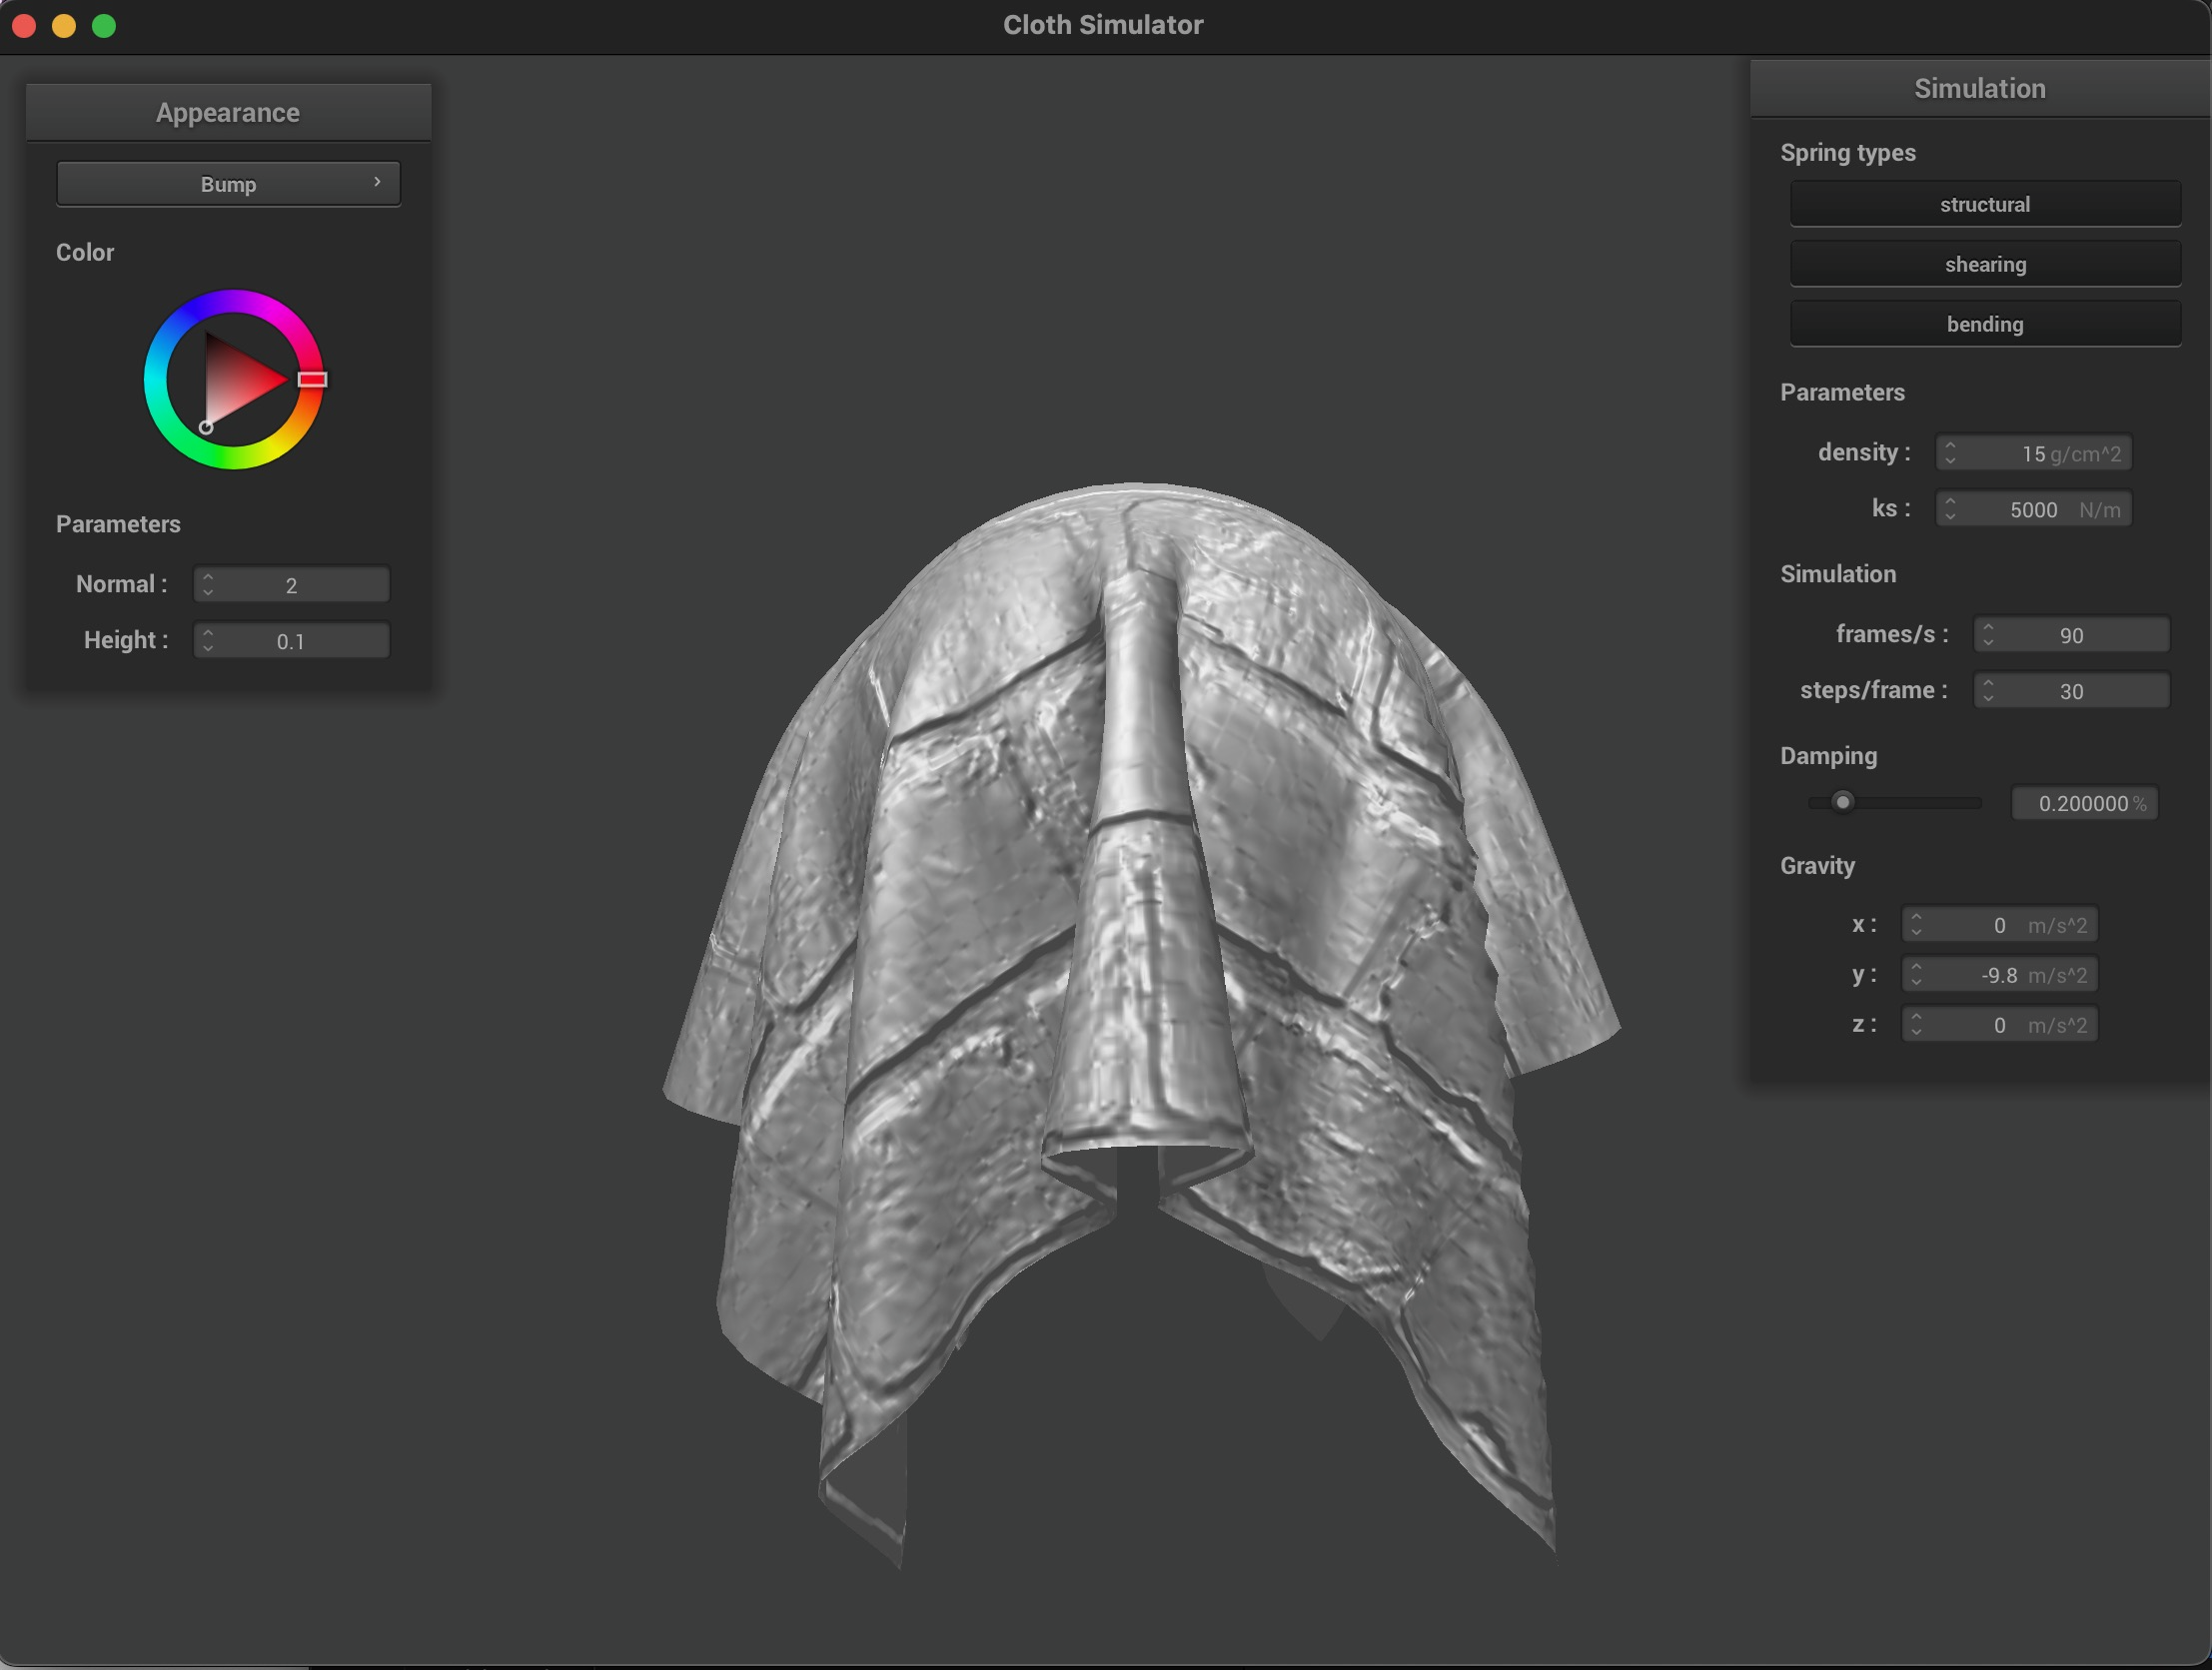 Cloth Simulator
Appearance
Bump
Color
Parameters
Normal : 2
Height : 0.1
Simulation
Spring types
structural
shearing
bending
Parameters
density : 15 g/cm^2
ks : 5000 N/m
Simulation
frames/s : 90
steps/frame : 30
Damping
0.200000 %
Gravity
x : 0 m/s^2
y : -9.8 m/s^2
z : 0 m/s^2